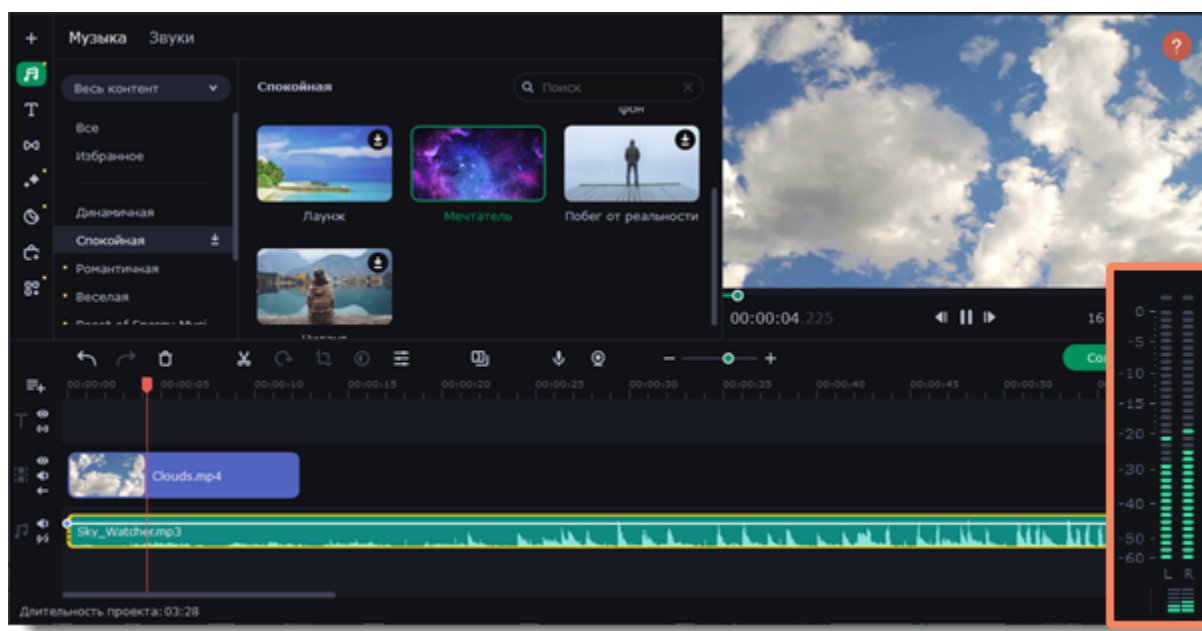 Музыка Звуки
Весь контент
Спокойная
Поиск
фон
Все
Избранное
Динамичная
Спокойная
Романтичная
Веселая
Лаунж
Мечтатель
Побег от реальности
00:00:04.225
16
Со
00:00:00 00:00:05 00:00:10 00:00:15 00:00:20 00:00:25 00:00:30 00:00:35 00:00:40 00:00:45 00:00:50
Clouds.mp4
Sky_Watcher.mp3
0
-5
-10
-15
-20
-30
-40
-50
-60
L R
Длительность проекта: 03:28